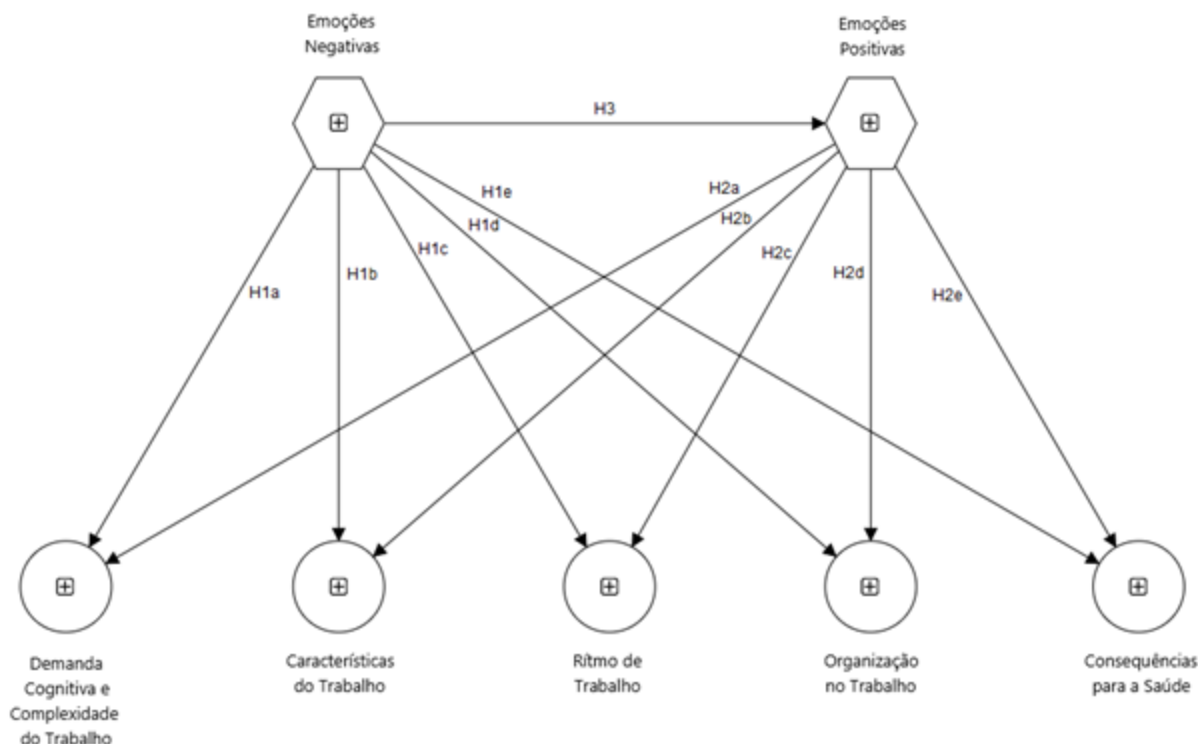 Emoções
Negativas
Emoções
Positivas
H3
H1e
H2a
H1d
H2b
H1c
H2c
H1a
H1b
H2d
H2e
Demanda
Cognitiva e
Complexidade
do Trabalho
Características
do Trabalho
Rítmo de
Trabalho
Organização
no Trabalho
Consequências
para a Saúde